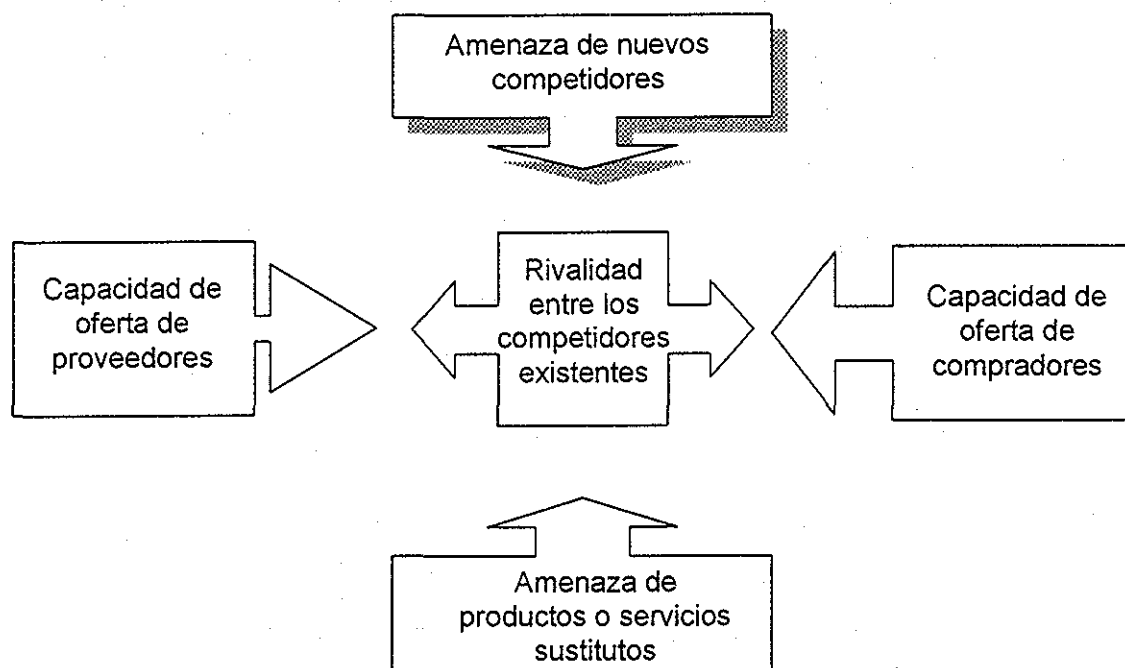 Amenaza de nuevos
competidores
Capacidad de
oferta de
proveedores
Rivalidad
entre los
competidores
existentes
Capacidad de
oferta de
compradores
Amenaza de
productos o servicios
sustitutos